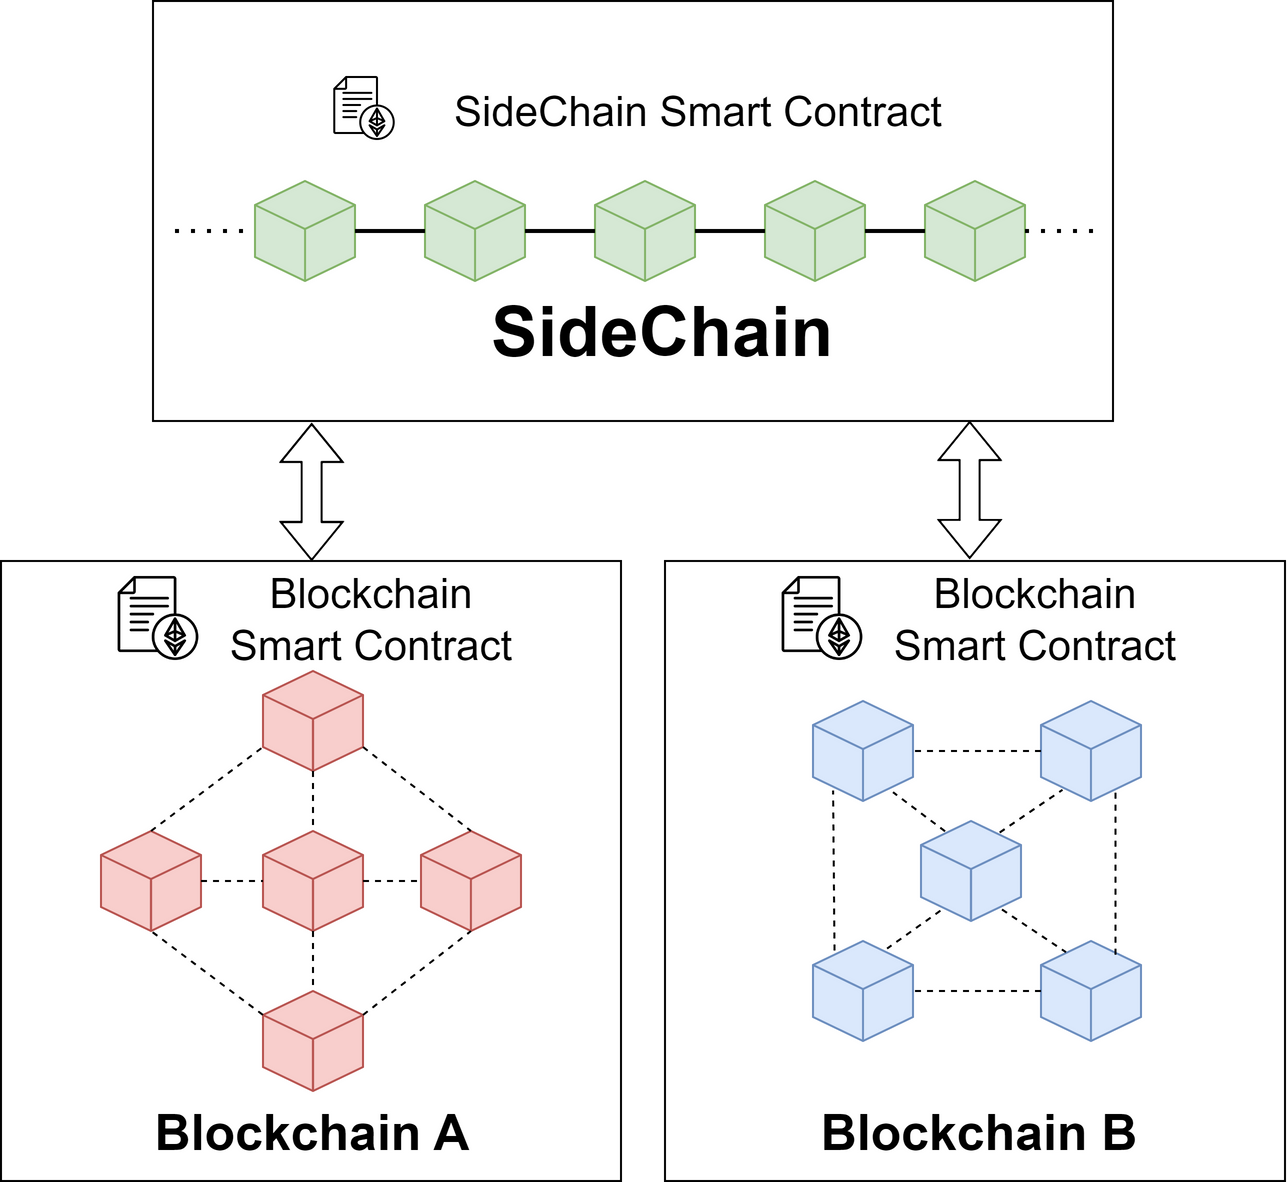 SideChain Smart Contract
SideChain
Blockchain
Smart Contract
Blockchain A
Blockchain
Smart Contract
Blockchain B